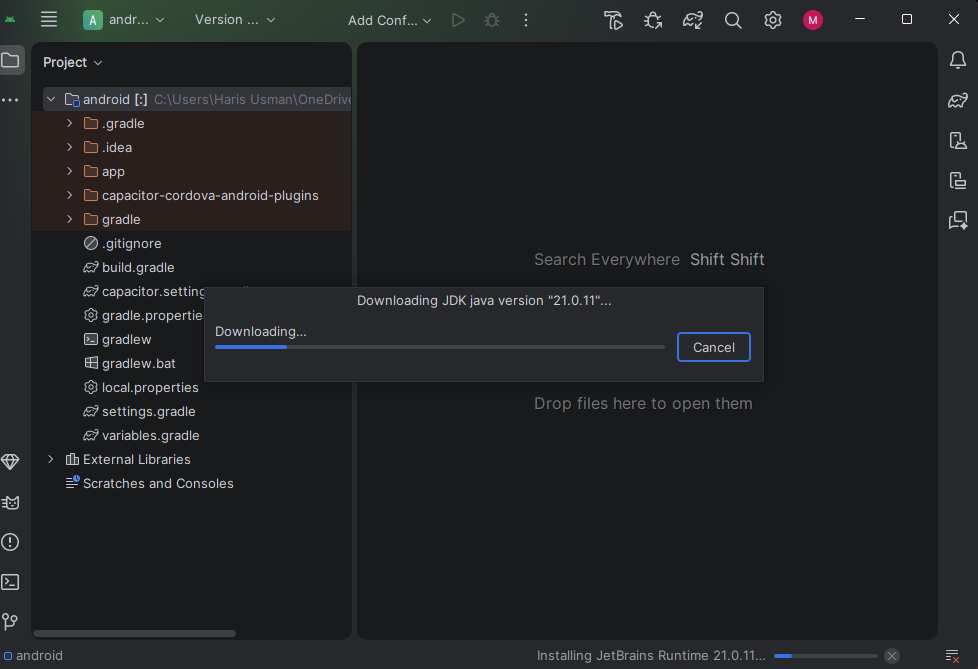 A andr... Version ... Add Conf... M
Project
android [:] C:\Users\Haris Usman\OneDrive
.gradle
.idea
app
capacitor-cordova-android-plugins
gradle
.gitignore
build.gradle
capacitor.setting
gradle.propertie
gradlew
gradlew.bat
local.properties
settings.gradle
variables.gradle
External Libraries
Scratches and Consoles
Search Everywhere Shift Shift
Downloading JDK java version "21.0.11"...
Downloading...
Cancel
Drop files here to open them
android
Installing JetBrains Runtime 21.0.11...